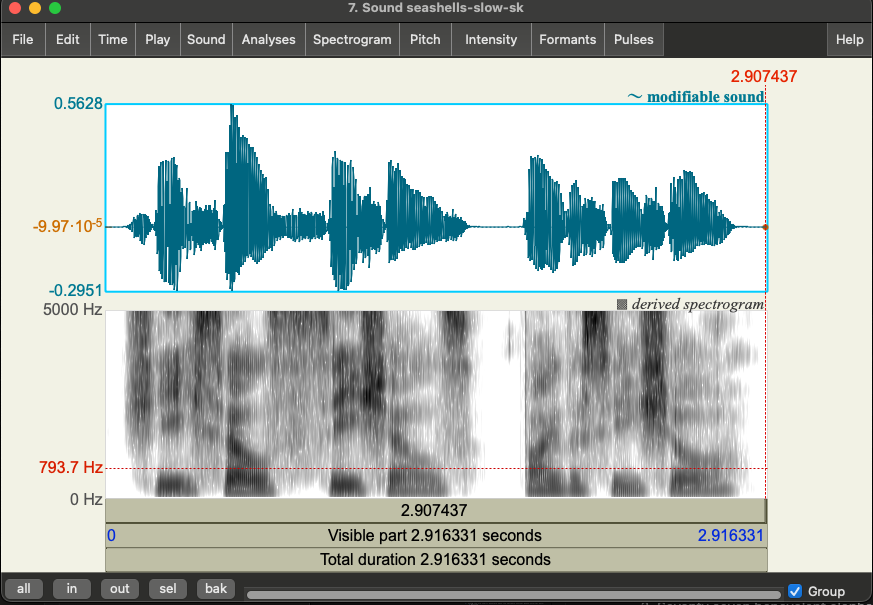 7. Sound seashells-slow-sk
File Edit Time Play Sound Analyses Spectrogram Pitch Intensity Formants Pulses Help
2.907437
0.5628
～ modifiable sound
-9.97·10⁻⁵
-0.2951
5000 Hz
derived spectrogram
793.7 Hz
0 Hz
2.907437
0 Visible part 2.916331 seconds 2.916331
Total duration 2.916331 seconds
all in out sel bak Group